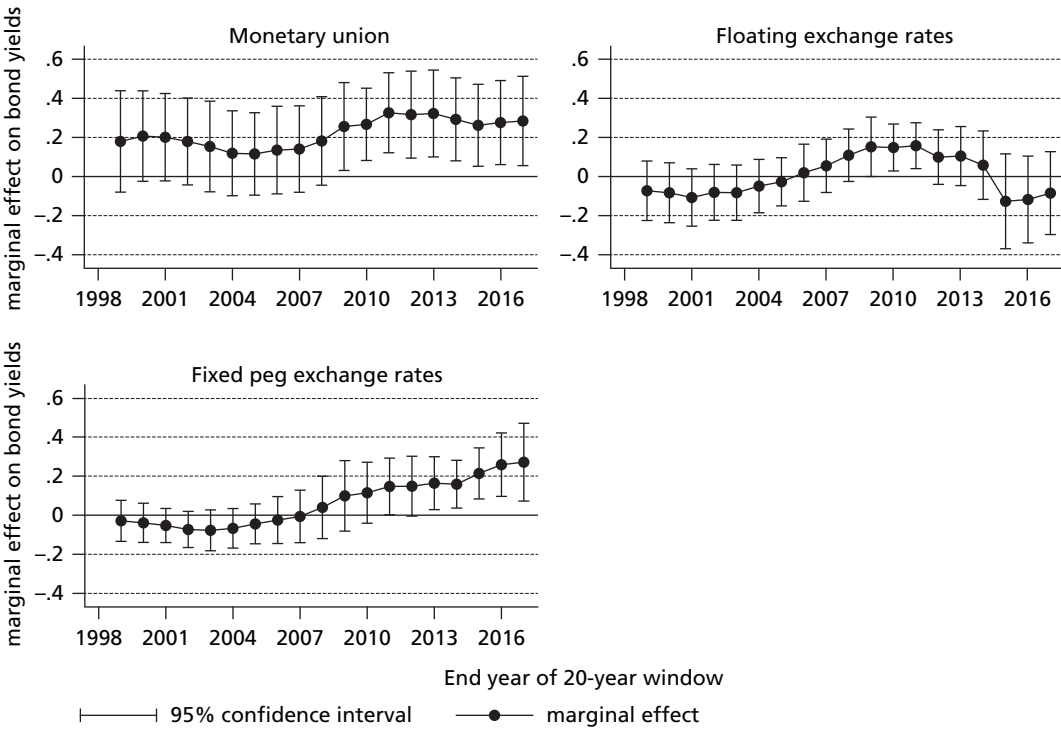 Monetary union
marginal effect on bond yields
.6
.4
.2
0
–.2
–.4
1998 2001 2004 2007 2010 2013 2016
Floating exchange rates
.6
.4
.2
0
–.2
–.4
1998 2001 2004 2007 2010 2013 2016
Fixed peg exchange rates
marginal effect on bond yields
.6
.4
.2
0
–.2
–.4
1998 2001 2004 2007 2010 2013 2016
End year of 20-year window
95% confidence interval marginal effect